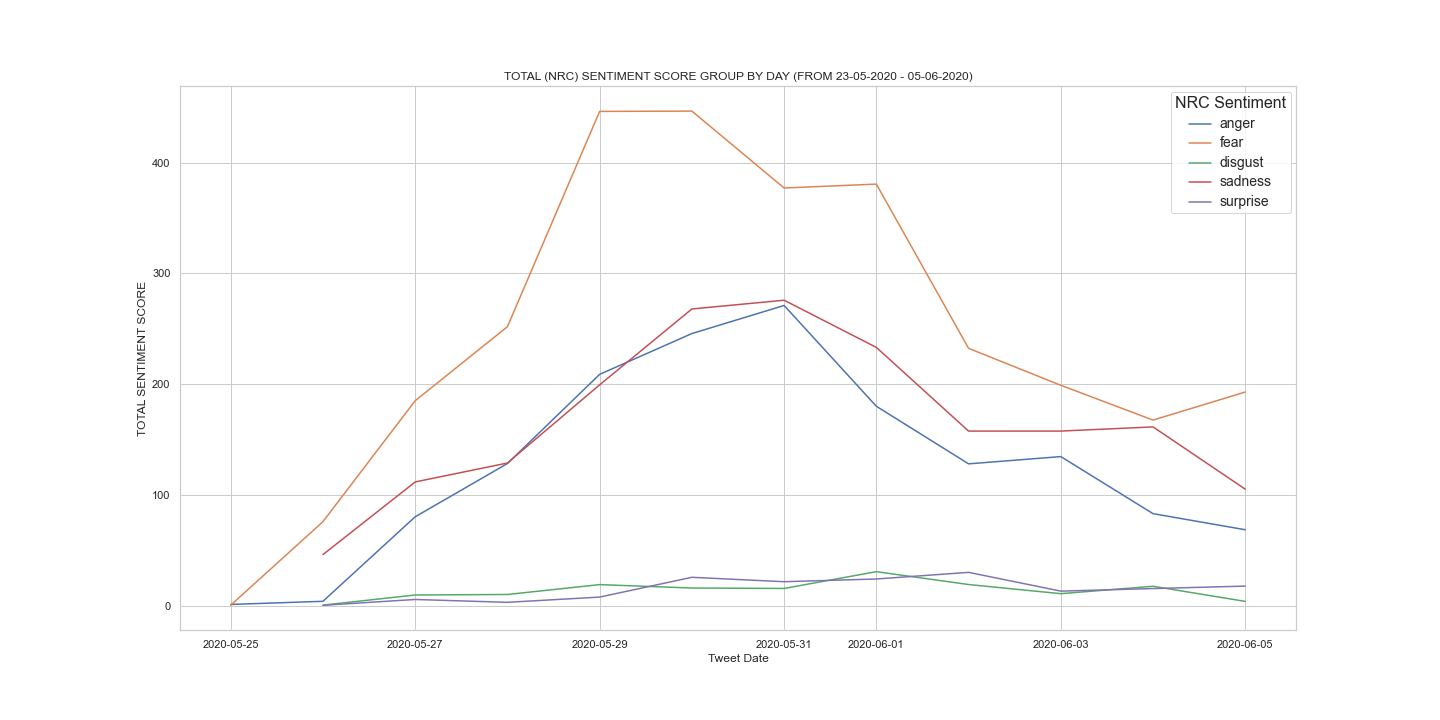 TOTAL (NRC) SENTIMENT SCORE GROUP BY DAY (FROM 23-05-2020 - 05-06-2020)
NRC Sentiment
anger
fear
disgust
sadness
surprise
TOTAL SENTIMENT SCORE
400
300
200
100
0
2020-05-25 2020-05-27 2020-05-29 2020-05-31 2020-06-01 2020-06-03 2020-06-05
Tweet Date